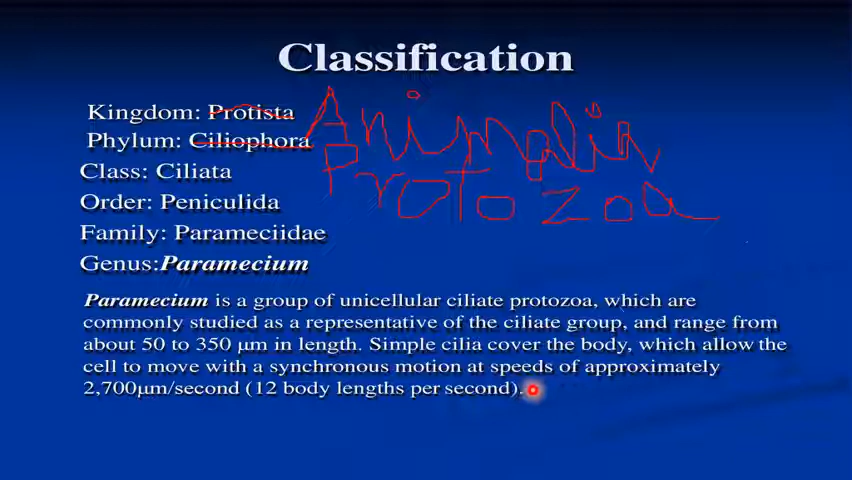 Classification
Kingdom: Protista Animalia
Phylum: Ciliophora Protozoa
Class: Ciliata
Order: Peniculida
Family: Parameciidae
Genus:Paramecium
Paramecium is a group of unicellular ciliate protozoa, which are
commonly studied as a representative of the ciliate group, and range from
about 50 to 350 μm in length. Simple cilia cover the body, which allow the
cell to move with a synchronous motion at speeds of approximately
2,700μm/second (12 body lengths per second).